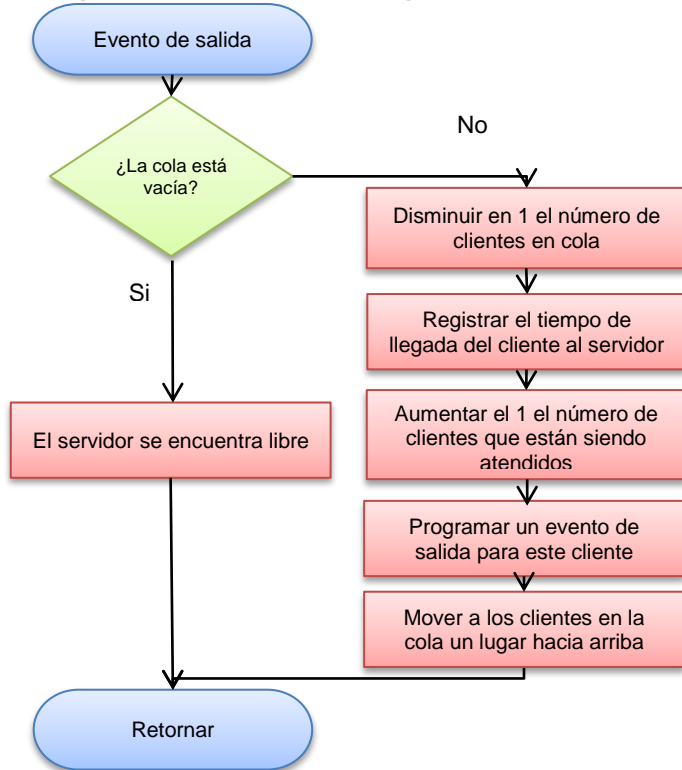 Evento de salida
¿La cola está
vacía?
No
Disminuir en 1 el número de
clientes en cola
Si
Registrar el tiempo de
llegada del cliente al servidor
Aumentar el 1 el número de
clientes que están siendo
atendidos
El servidor se encuentra libre
Programar un evento de
salida para este cliente
Mover a los clientes en la
cola un lugar hacia arriba
Retornar